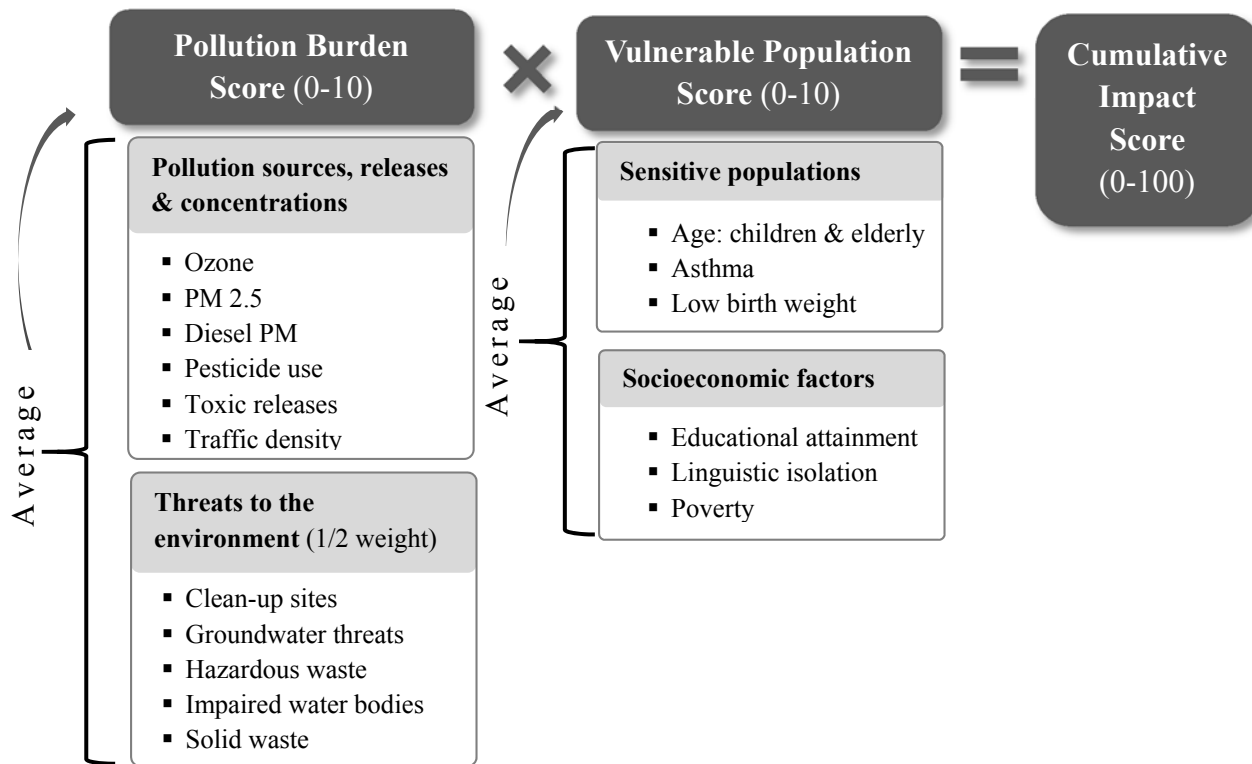 Pollution Burden
Score (0-10)
×
Vulnerable Population
Score (0-10)
=
Cumulative
Impact
Score
(0-100)
Average
Pollution sources, releases
& concentrations
▪ Ozone
▪ PM 2.5
▪ Diesel PM
▪ Pesticide use
▪ Toxic releases
▪ Traffic density
Threats to the
environment (1/2 weight)
▪ Clean-up sites
▪ Groundwater threats
▪ Hazardous waste
▪ Impaired water bodies
▪ Solid waste
Average
Sensitive populations
▪ Age: children & elderly
▪ Asthma
▪ Low birth weight
Socioeconomic factors
▪ Educational attainment
▪ Linguistic isolation
▪ Poverty